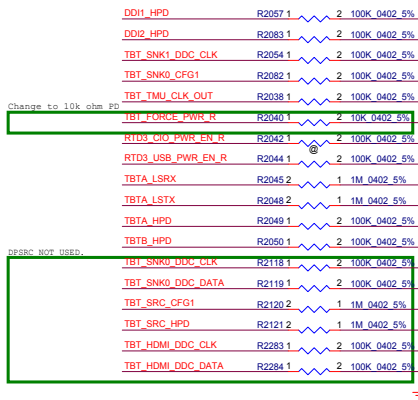 DDI1_HPD R2057 1 2 100K_0402_5%
DDI2_HPD R2083 1 2 100K_0402_5%
TBT_SNK1_DDC_CLK R2054 1 2 100K_0402_5%
TBT_SNK0_CFG1 R2082 1 2 100K_0402_5%
TBT_TMU_CLK_OUT R2038 1 2 100K_0402_5%
Change to 10k ohm PD
TBT_FORCE_PWR_R R2040 1 2 10K_0402_5%
RTD3_CIO_PWR_EN_R R2042 1 2 100K_0402_5%
@
RTD3_USB_PWR_EN_R R2044 1 2 100K_0402_5%
TBTA_LSRX R2045 2 1 1M_0402_5%
TBTA_LSTX R2048 2 1 1M_0402_5%
TBTA_HPD R2049 1 2 100K_0402_5%
TBTB_HPD R2050 1 2 100K_0402_5%
DPSRC NOT USED.
TBT_SNK0_DDC_CLK R2118 1 2 100K_0402_5%
TBT_SNK0_DDC_DATA R2119 1 2 100K_0402_5%
TBT_SRC_CFG1 R2120 2 1 1M_0402_5%
TBT_SRC_HPD R2121 2 1 1M_0402_5%
TBT_HDMI_DDC_CLK R2283 1 2 100K_0402_5%
TBT_HDMI_DDC_DATA R2284 1 2 100K_0402_5%